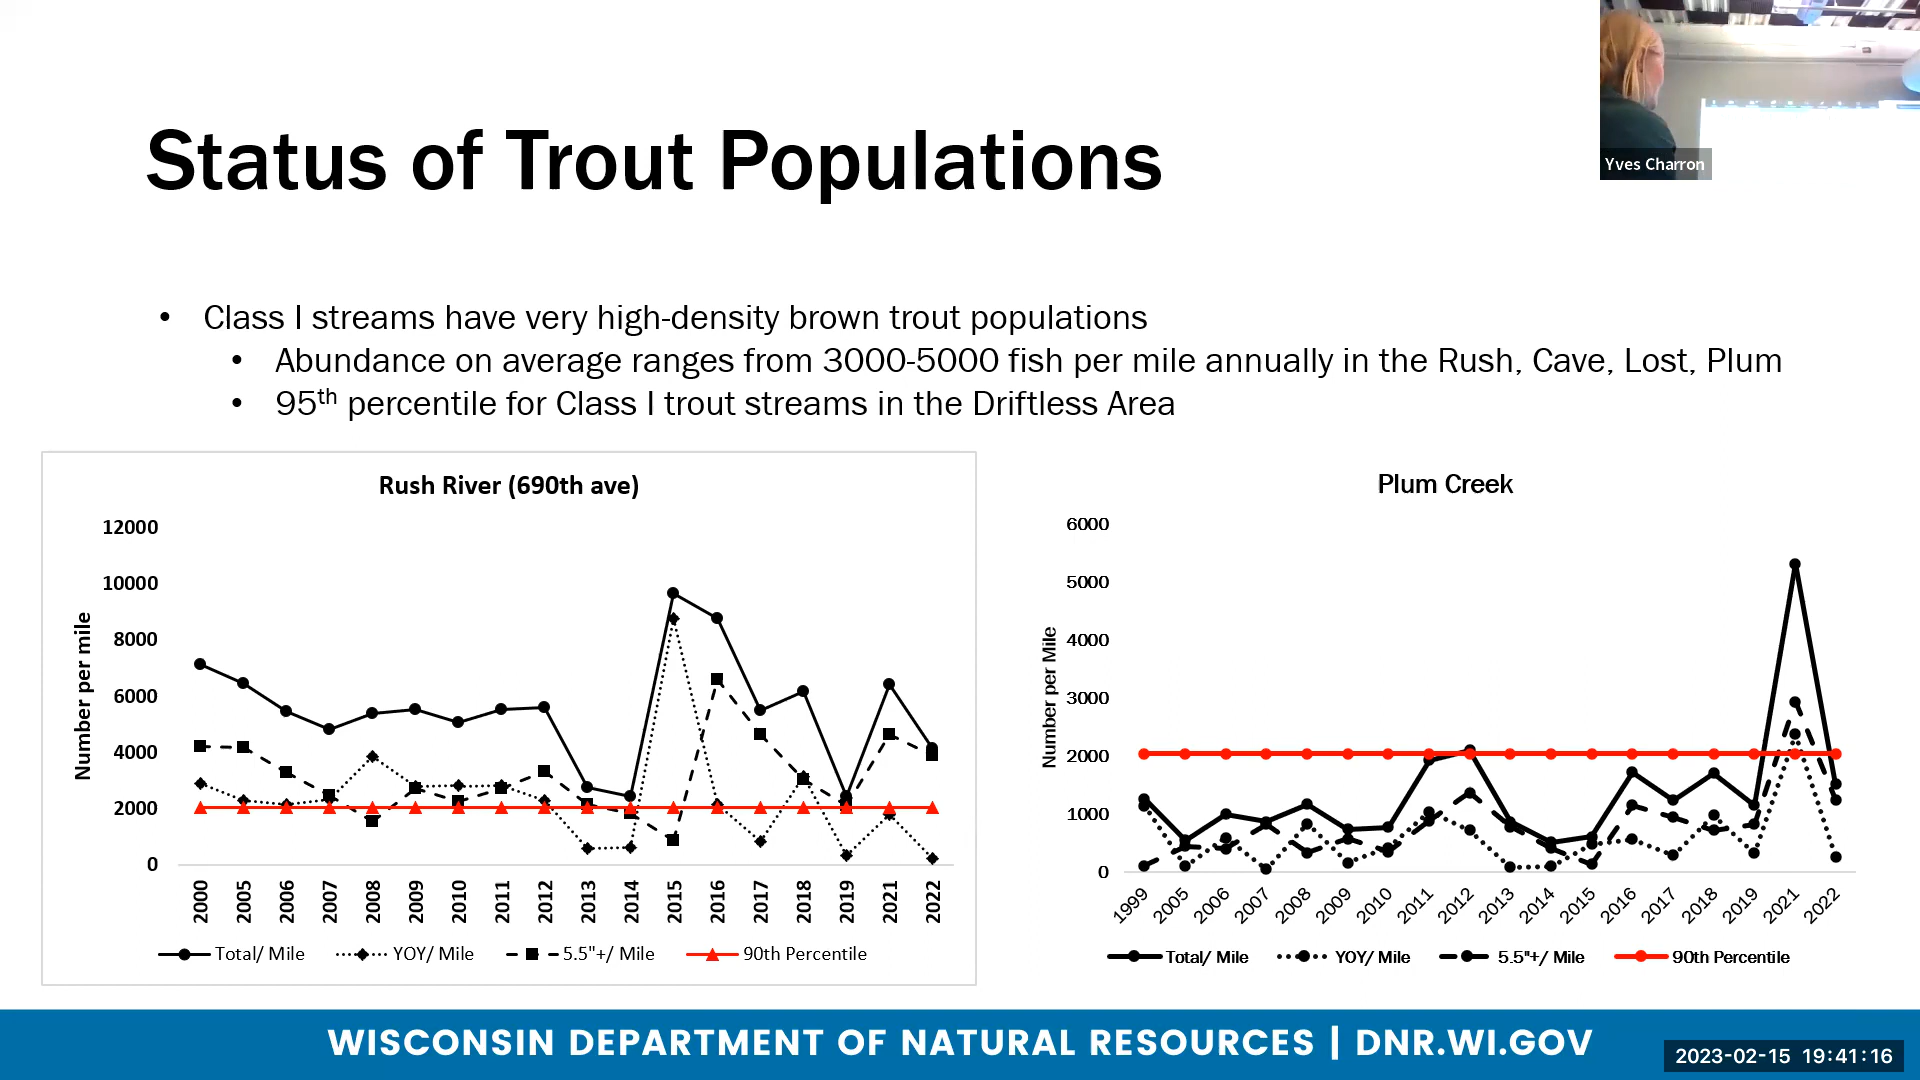 Yves Charron
Status of Trout Populations
• Class I streams have very high-density brown trout populations
• Abundance on average ranges from 3000-5000 fish per mile annually in the Rush, Cave, Lost, Plum
• 95th percentile for Class I trout streams in the Driftless Area
Rush River (690th ave)
12000
10000
8000
6000
4000
2000
0
Number per mile
2000 2005 2006 2007 2008 2009 2010 2011 2012 2013 2014 2015 2016 2017 2018 2019 2021 2022
Total/ Mile YOY/ Mile 5.5"+/ Mile 90th Percentile
Plum Creek
6000
5000
4000
3000
2000
1000
0
Number per Mile
1999 2005 2006 2007 2008 2009 2010 2011 2012 2013 2014 2015 2016 2017 2018 2019 2021 2022
Total/ Mile YOY/ Mile 5.5"+/ Mile 90th Percentile
WISCONSIN DEPARTMENT OF NATURAL RESOURCES | DNR.WI.GOV
2023-02-15 19:41:16